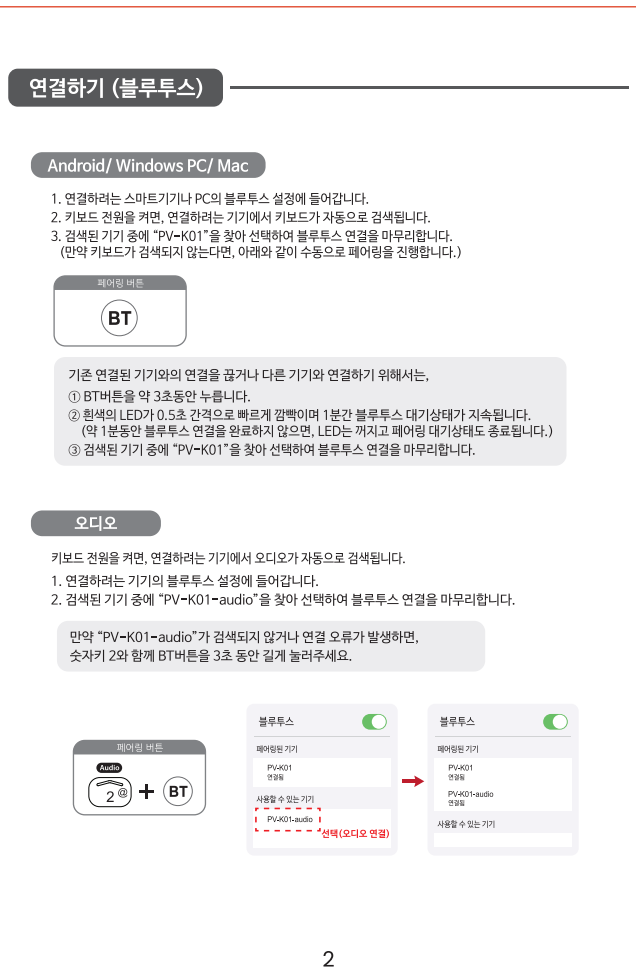 연결하기 (블루투스)
Android/ Windows PC/ Mac
1. 연결하려는 스마트기기나 PC의 블루투스 설정에 들어갑니다.
2. 키보드 전원을 켜면, 연결하려는 기기에서 키보드가 자동으로 검색됩니다.
3. 검색된 기기 중에 “PV-K01”을 찾아 선택하여 블루투스 연결을 마무리합니다.
(만약 키보드가 검색되지 않는다면, 아래와 같이 수동으로 페어링을 진행합니다.)
페어링 버튼
BT
기존 연결된 기기와의 연결을 끊거나 다른 기기와 연결하기 위해서는,
① BT버튼을 약 3초동안 누릅니다.
② 흰색의 LED가 0.5초 간격으로 빠르게 깜빡이며 1분간 블루투스 대기상태가 지속됩니다.
(약 1분동안 블루투스 연결을 완료하지 않으면, LED는 꺼지고 페어링 대기상태도 종료됩니다.)
③ 검색된 기기 중에 “PV-K01”을 찾아 선택하여 블루투스 연결을 마무리합니다.
오디오
키보드 전원을 켜면, 연결하려는 기기에서 오디오가 자동으로 검색됩니다.
1. 연결하려는 기기의 블루투스 설정에 들어갑니다.
2. 검색된 기기 중에 “PV-K01-audio”을 찾아 선택하여 블루투스 연결을 마무리합니다.
만약 “PV-K01-audio”가 검색되지 않거나 연결 오류가 발생하면,
숫자키 2와 함께 BT버튼을 3초 동안 길게 눌러주세요.
페어링 버튼
Audio
2 @ + BT
블루투스
페어링된 기기
PV-K01
연결됨
사용할 수 있는 기기
PV-K01-audio
선택(오디오 연결)
블루투스
페어링된 기기
PV-K01
연결됨
PV-K01-audio
연결됨
사용할 수 있는 기기
2